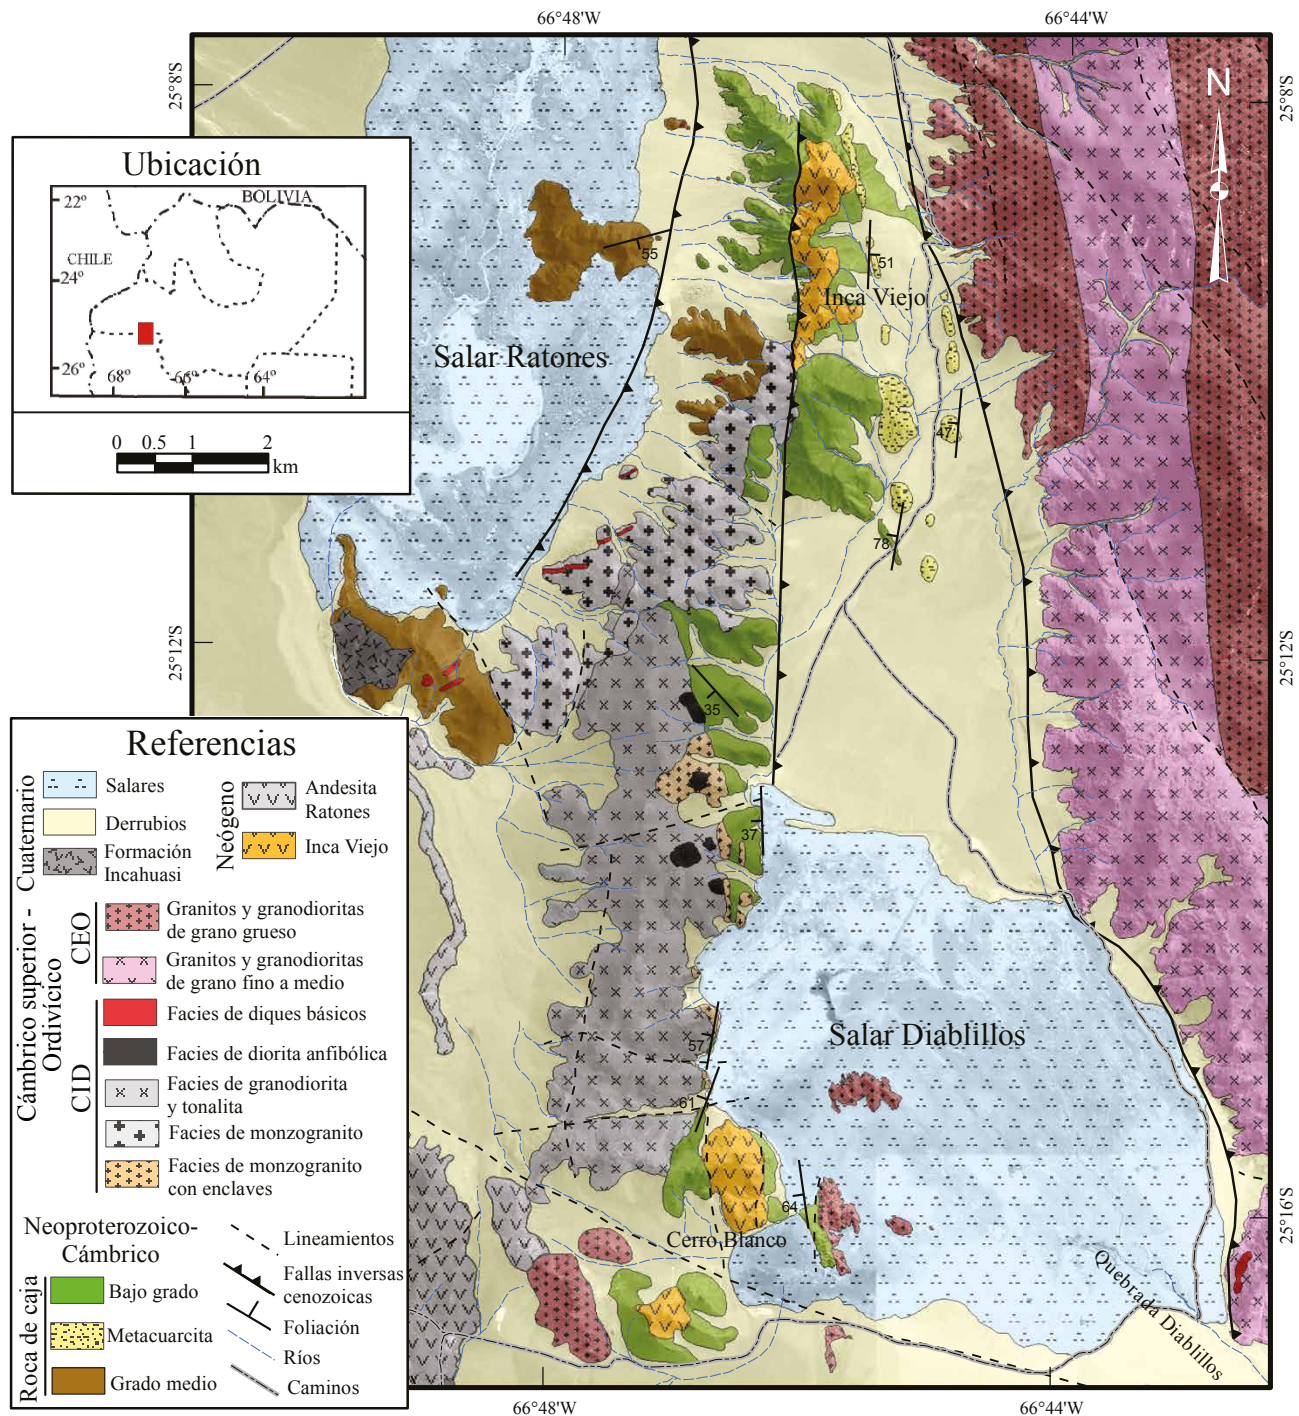 66°48'W
66°44'W
25°8'S
25°8'S
N
Ubicación
22º
BOLIVIA
CHILE
24º
26º
68º
66º
64º
0 0.5 1 2
km
55
51
Inca Viejo
Salar Ratones
47
78
25°12'S
25°12'S
35
37
Salar Diablillos
57
61
64
Cerro Blanco
25°16'S
Quebrada Diablillos
66°48'W
66°44'W
Referencias
Cuaternario
Salares
Derrubios
Formación
Incahuasi
Neógeno
Andesita
Ratones
Inca Viejo
Cámbrico superior -
Ordivícico
CEO
Granitos y granodioritas
de grano grueso
Granitos y granodioritas
de grano fino a medio
CID
Facies de diques básicos
Facies de diorita anfibólica
Facies de granodiorita
y tonalita
Facies de monzogranito
Facies de monzogranito
con enclaves
Neoproterozoico-
Cámbrico
Roca de caja
Bajo grado
Metacuarcita
Grado medio
Lineamientos
Fallas inversas
cenozoicas
Foliación
Ríos
Caminos